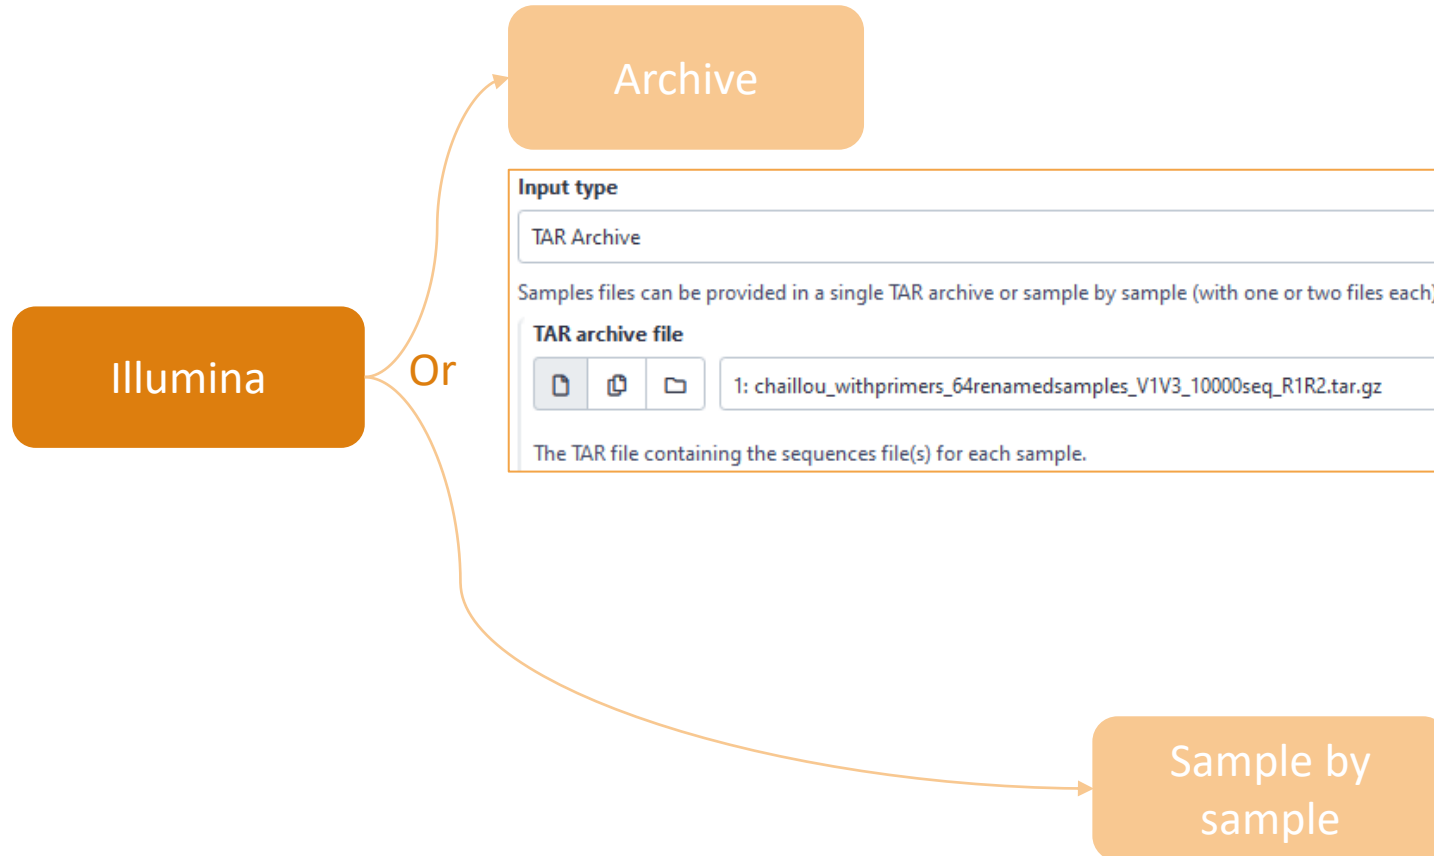 Archive
Input type
TAR Archive
Samples files can be provided in a single TAR archive or sample by sample (with one or two files each)
TAR archive file
1: chaillou_withprimers_64renamedsamples_V1V3_10000seq_R1R2.tar.gz
The TAR file containing the sequences file(s) for each sample.
Illumina
Or
Sample by
sample